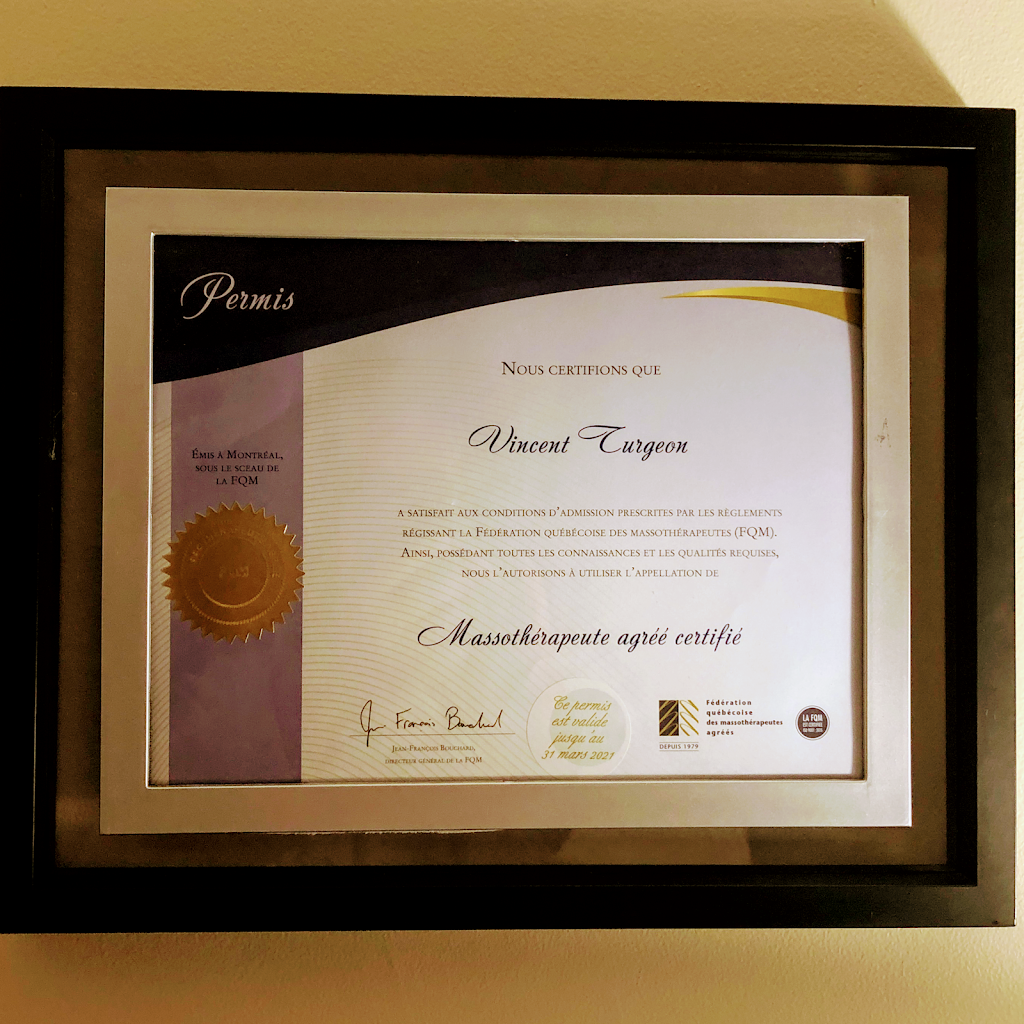 Permis
NOUS CERTIFIONS QUE
Vincent Turgeon
ÉMIS À MONTRÉAL,
SOUS LE SCEAU DE
LA FQM
A SATISFAIT AUX CONDITIONS D'ADMISSION PRESCRITES PAR LES RÈGLEMENTS
RÉGISSANT LA FÉDÉRATION QUÉBÉCOISE DES MASSOTHÉRAPEUTES (FQM).
AINSI, POSSÉDANT TOUTES LES CONNAISSANCES ET LES QUALITÉS REQUISES,
NOUS L'AUTORISONS À UTILISER L'APPELLATION DE
Massothérapeute agréé certifié
Jean-François Bouchard
JEAN-FRANÇOIS BOUCHARD,
DIRECTEUR GÉNÉRAL DE LA FQM
Ce permis
est valide
jusqu'au
31 mars 2021
Fédération
québécoise
des massothérapeutes
agréés
DEPUIS 1979
LA FQM
EST CERTIFIÉE